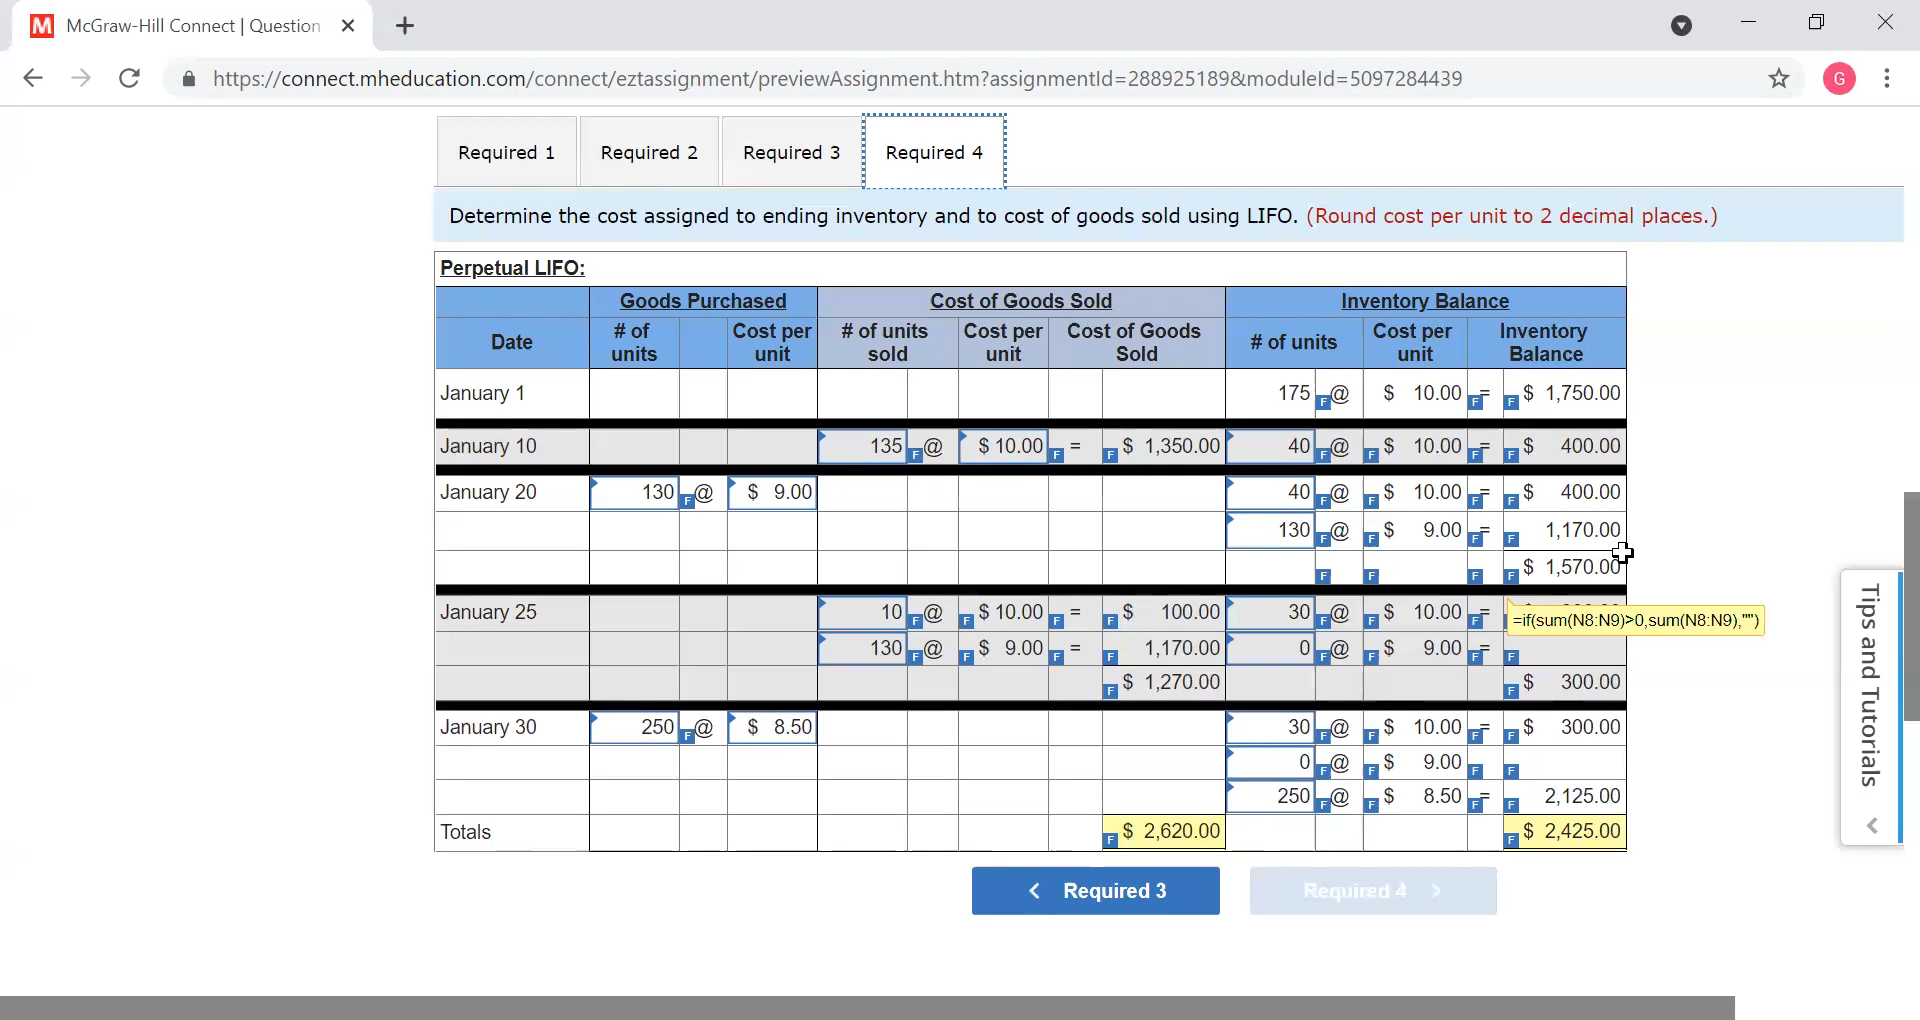 McGraw-Hill Connect | Question
https://connect.mheducation.com/connect/eztassignment/previewAssignment.htm?assignmentId=288925189&moduleId=5097284439
G
Required 1 Required 2 Required 3 Required 4
Determine the cost assigned to ending inventory and to cost of goods sold using LIFO. (Round cost per unit to 2 decimal places.)
Perpetual LIFO:
Goods Purchased Cost of Goods Sold Inventory Balance
Date # of units Cost per unit # of units sold Cost per unit Cost of Goods Sold # of units Cost per unit Inventory Balance
January 1 175 @ $ 10.00 = $ 1,750.00
January 10 135 @ $ 10.00 = $ 1,350.00 40 @ $ 10.00 = $ 400.00
January 20 130 @ $ 9.00 40 @ $ 10.00 = $ 400.00
130 @ $ 9.00 = 1,170.00
$ 1,570.00
January 25 10 @ $ 10.00 = $ 100.00 30 @ $ 10.00 =
=if(sum(N8:N9)>0,sum(N8:N9),"")
130 @ $ 9.00 = 1,170.00 0 @ $ 9.00 =
$ 1,270.00 $ 300.00
January 30 250 @ $ 8.50 30 @ $ 10.00 = $ 300.00
0 @ $ 9.00
250 @ $ 8.50 = 2,125.00
Totals $ 2,620.00 $ 2,425.00
Required 3 Required 4
Tips and Tutorials